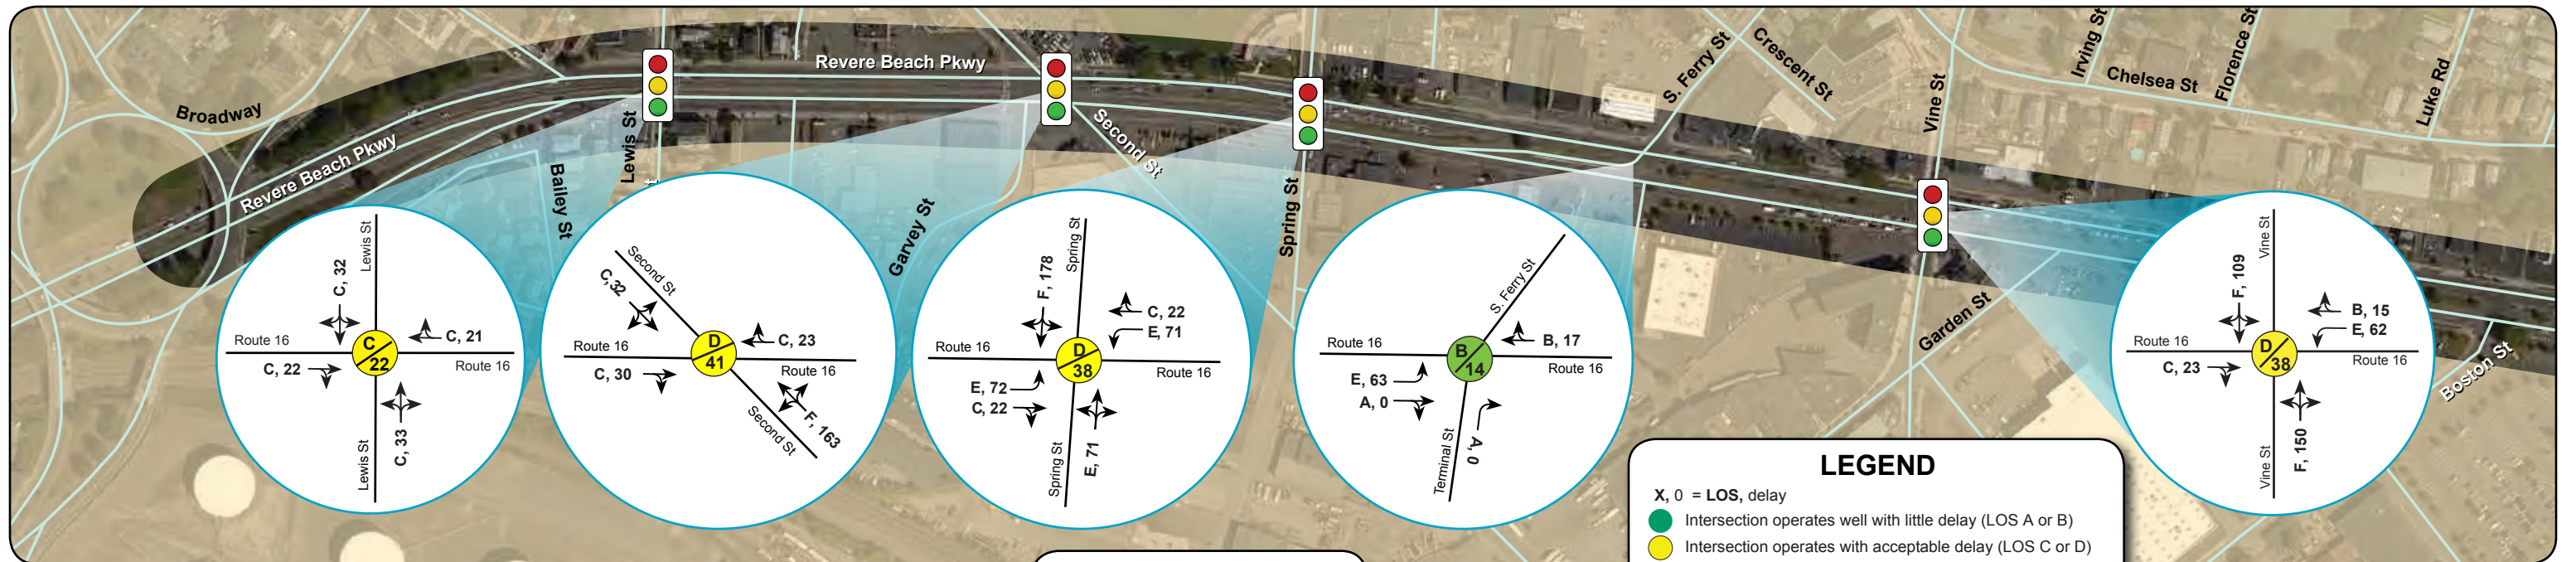 Broadway
Revere Beach Pkwy
Revere Beach Pkwy
Bailey St
Lewis St
t
Garvey St
Second St
Spring St
S. Ferry St
Crescent St
Vine St
Irving St
Chelsea St
Florence St
Luke Rd
Garden St
Boston St
Lewis St
C, 32
Route 16
C, 21
C
22
C, 22
Route 16
C, 33
Lewis St
Second St
C, 32
Route 16
C, 23
D
41
C, 30
Route 16
F, 163
Second St
Spring St
F, 178
C, 22
E, 71
Route 16
D
38
Route 16
E, 72
C, 22
E, 71
Spring St
S. Ferry St
Route 16
B, 17
B
14
Route 16
E, 63
A, 0
A, 0
Terminal St
Vine St
F, 109
B, 15
E, 62
Route 16
D
38
Route 16
C, 23
F, 150
Vine St
LEGEND
X, 0 = LOS, delay
Intersection operates well with little delay (LOS A or B)
Intersection operates with acceptable delay (LOS C or D)